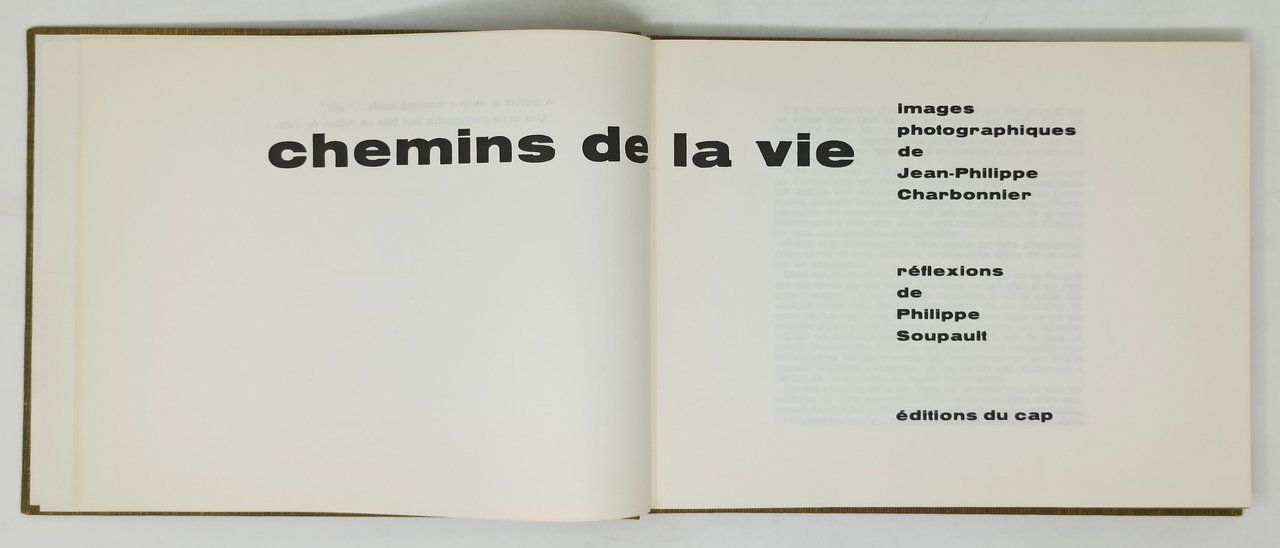 chemins de la vie
images
photographiques
de
Jean-Philippe
Charbonnier
réflexions
de
Philippe
Soupault
éditions du cap